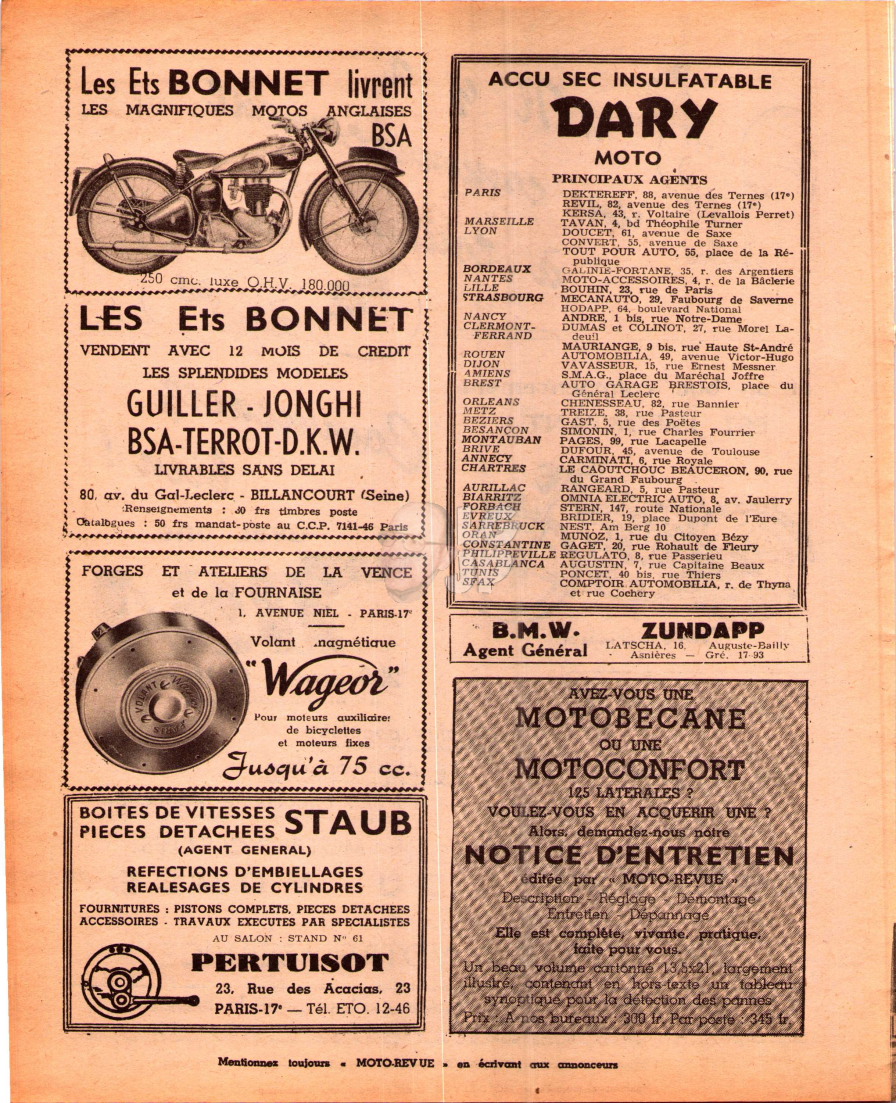 Les Ets BONNET livrent
LES MAGNIFIQUES MOTOS ANGLAISES
BSA
250 cmc. luxe O.H.V. 180.000
LES Ets BONNET
VENDENT AVEC 12 MOIS DE CREDIT
LES SPLENDIDES MODELES
GUILLER - JONGHI
BSA-TERROT-D.K.W.
LIVRABLES SANS DELAI
80, av. du Gal-Leclerc - BILLANCOURT (Seine)
Renseignements : 30 frs timbres poste
Catalogues : 50 frs mandat-poste au C.C.P. 7141-46 Paris
FORGES ET ATELIERS DE LA VENCE
et de la FOURNAISE
1, AVENUE NIEL - PARIS-17e
Volant magnétique
"Wageor"
Pour moteurs auxiliaires
de bicyclettes
et moteurs fixes
Jusqu'à 75 cc.
BOITES DE VITESSES
PIECES DETACHEES STAUB
(AGENT GENERAL)
REFECTIONS D'EMBIELLAGES
REALESAGES DE CYLINDRES
FOURNITURES : PISTONS COMPLETS, PIECES DETACHEES
ACCESSOIRES - TRAVAUX EXECUTES PAR SPECIALISTES
AU SALON : STAND N° 61
PERTUISOT
23, Rue des Acacias, 23
PARIS-17e — Tél. ETO. 12-46
ACCU SEC INSULFATABLE
DARY
MOTO
PRINCIPAUX AGENTS
PARIS DEKTEREFF, 88, avenue des Ternes (17e)
REVIL, 82, avenue des Ternes (17e)
KERSA, 43, r. Voltaire (Levallois Perret)
MARSEILLE TAVAN, 4, bd Théophile Turner
LYON DOUCET, 61, avenue de Saxe
CONVERT, 55, avenue de Saxe
TOUT POUR AUTO, 55, place de la Ré-
publique
BORDEAUX GALINIE-FORTANE, 35, r. des Argentiers
NANTES MOTO-ACCESSOIRES, 4, r. de la Bâclerie
LILLE BOUHIN, 23, rue de Paris
STRASBOURG MECANAUTO, 29, Faubourg de Saverne
HODAPP, 64, boulevard National
NANCY ANDRE, 1 bis, rue Notre-Dame
CLERMONT- DUMAS et COLINOT, 27, rue Morel La-
FERRAND deuil
MAURIANGE, 9 bis, rue Haute St-André
ROUEN AUTOMOBILIA, 49, avenue Victor-Hugo
DIJON VAVASSEUR, 15, rue Ernest Messner
AMIENS S.M.A.G., place du Maréchal Joffre
BREST AUTO GARAGE BRESTOIS, place du
Général Leclerc
ORLEANS CHENESSEAU, 82, rue Bannier
METZ TREIZE, 38, rue Pasteur
BEZIERS GAST, 5, rue des Poëtes
BESANCON SIMONIN, 1, rue Charles Fourrier
MONTAUBAN PAGES, 99, rue Lacapelle
BRIVE DUFOUR, 45, avenue de Toulouse
ANNECY CARMINATI, 6, rue Royale
CHARTRES LE CAOUTCHOUC BEAUCERON, 90, rue
du Grand Faubourg
AURILLAC RANGEARD, 5, rue Pasteur
BIARRITZ OMNIA ELECTRIC AUTO, 8, av. Jaulerry
FORBACH STERN, 147, route Nationale
EVREUX BRIDIER, 19, place Dupont de l'Eure
SARREBRUCK NEST, Am Berg 10
ORAN MUNOZ, 1, rue du Citoyen Bézy
CONSTANTINE GAGET, 20, rue Rohault de Fleury
PHILIPPEVILLE REGULATO, 8, rue Passerieu
CASABLANCA AUGUSTIN, 7, rue Capitaine Beaux
TUNIS PONCET, 40 bis, rue Thiers
SFAX COMPTOIR AUTOMOBILIA, r. de Thyna
et rue Cochery
B.M.W. ZUNDAPP
Agent Général LATSCHA, 16, Auguste-Bailly
Asnières — Gré. 17-93
AVEZ-VOUS UNE
MOTOBECANE
OU UNE
MOTOCONFORT
125 LATERALES ?
VOULEZ-VOUS EN ACQUERIR UNE ?
Alors, demandez-nous notre
NOTICE D'ENTRETIEN
éditée par « MOTO-REVUE »
Description - Réglage - Démontage
Entretien - Dépannage
Elle est complète, vivante, pratique,
faite pour vous.
Un beau volume cartonné 13,5x21, largement
illustré, contenant en hors-texte un tableau
synoptique pour la détection des pannes
Prix : A nos bureaux : 300 fr. Par poste : 345 fr.
Mentionnez toujours « MOTO-REVUE » en écrivant aux annonceurs